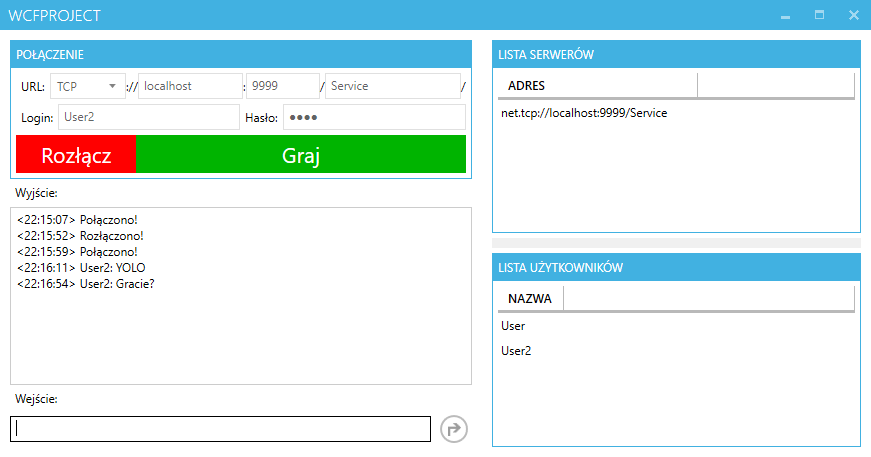 WCFPROJECT
POŁĄCZENIE
URL: TCP :// localhost : 9999 / Service /
Login: User2 Hasło: ●●●●
Rozłącz Graj
Wyjście:
<22:15:07> Połączono!
<22:15:52> Rozłączono!
<22:15:59> Połączono!
<22:16:11> User2: YOLO
<22:16:54> User2: Gracie?
Wejście:
LISTA SERWERÓW
ADRES
net.tcp://localhost:9999/Service
LISTA UŻYTKOWNIKÓW
NAZWA
User
User2